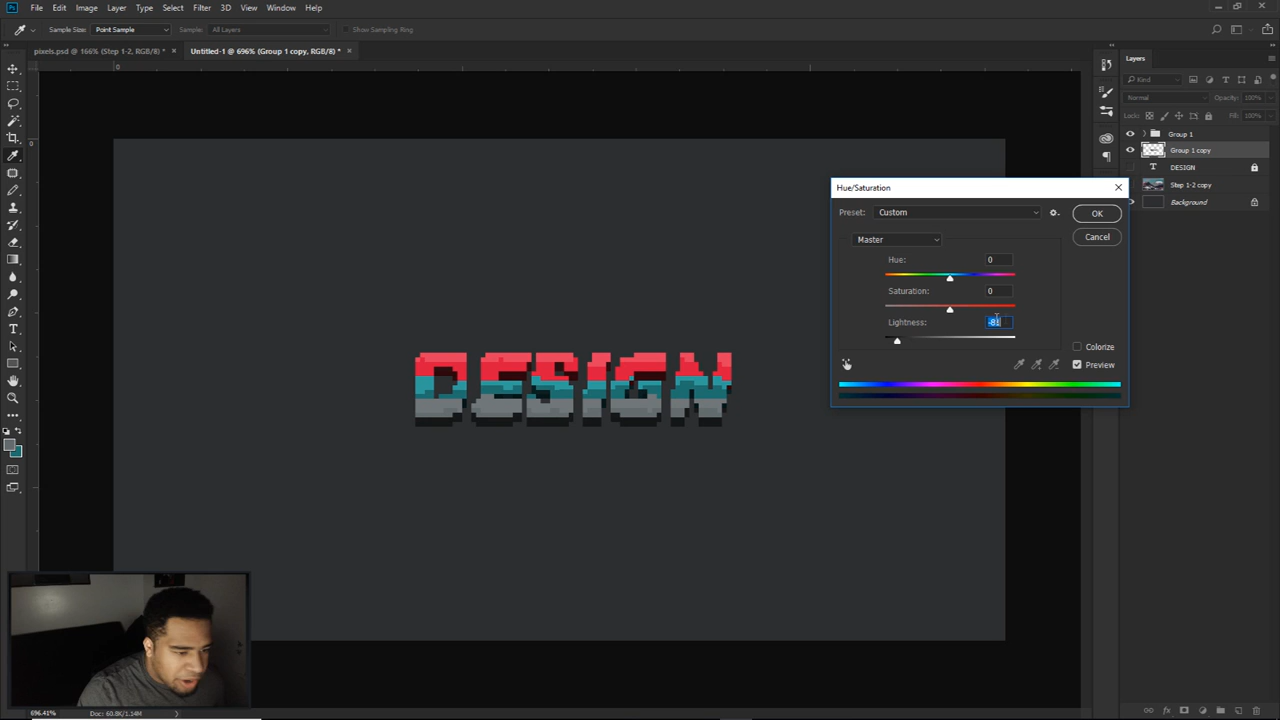 Ps File Edit Image Layer Type Select Filter 3D View Window Help
Sample Size: Point Sample Sample: All Layers Show Sampling Ring
pixels.psd @ 166% (Step 1-2, RGB/8) * × Untitled-1 @ 696% (Group 1 copy, RGB/8) * ×
Layers
Kind
Normal Opacity: 100%
Lock: Fill: 100%
Group 1
Group 1 copy
T DESIGN
Step 1-2 copy
Background
Hue/Saturation
Preset: Custom
OK
Master
Cancel
Hue: 0
Saturation: 0
Lightness: -81
Colorize
Preview
DESIGN
696.41% Doc: 60.8K/1.14M